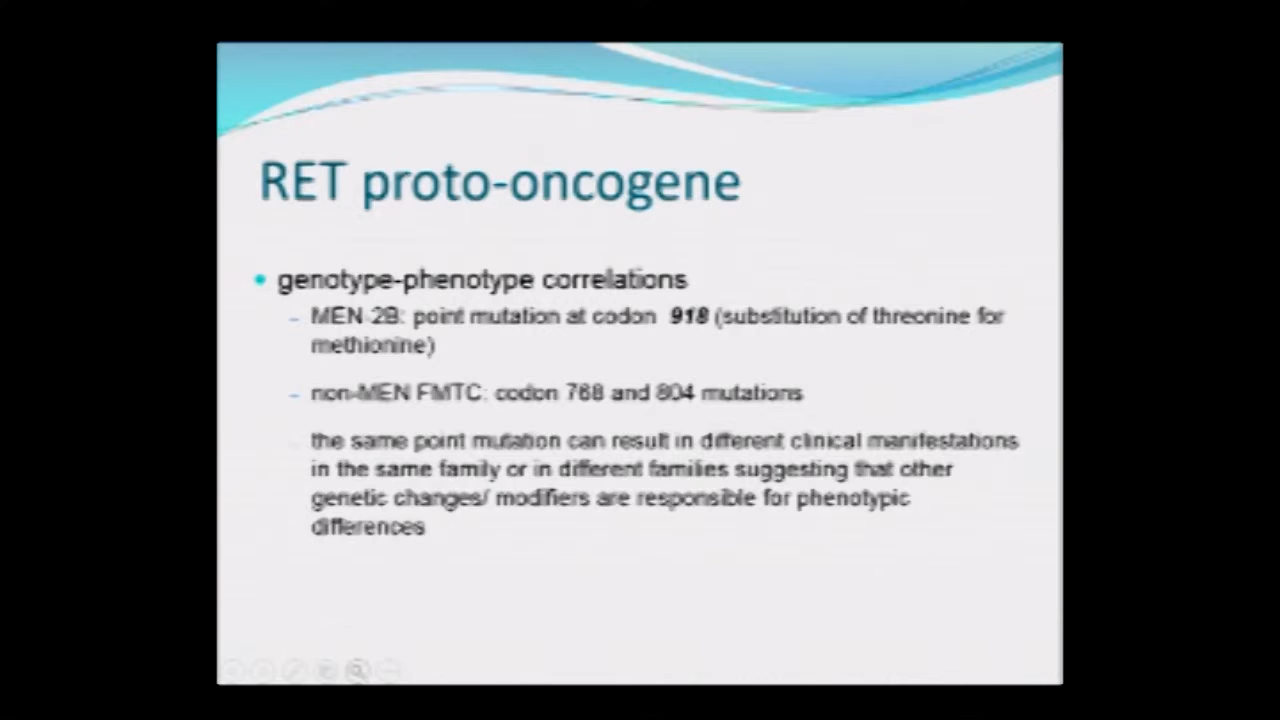 RET proto-oncogene
genotype-phenotype correlations
MEN 2B: point mutation at codon 918 (substitution of threonine for
methionine)
non-MEN FMTC: codon 768 and 804 mutations
the same point mutation can result in different clinical manifestations
in the same family or in different families suggesting that other
genetic changes/ modifiers are responsible for phenotypic
differences